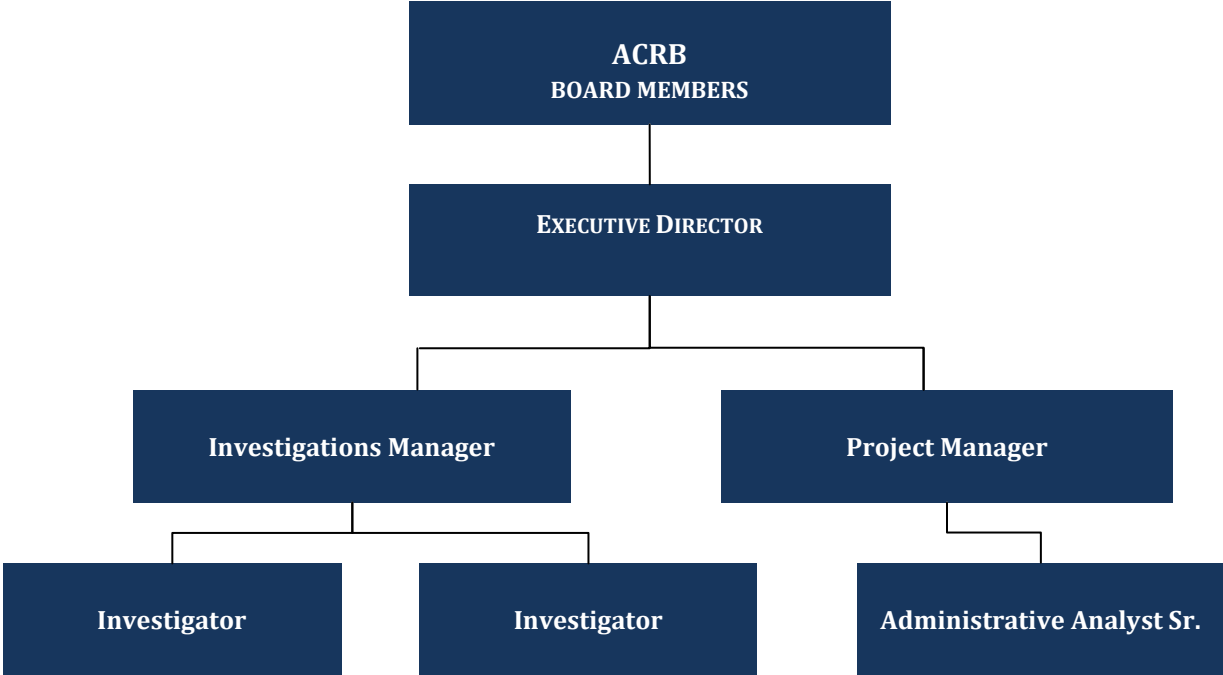 ACRB
BOARD MEMBERS
EXECUTIVE DIRECTOR
Investigations Manager
Project Manager
Investigator
Investigator
Administrative Analyst Sr.